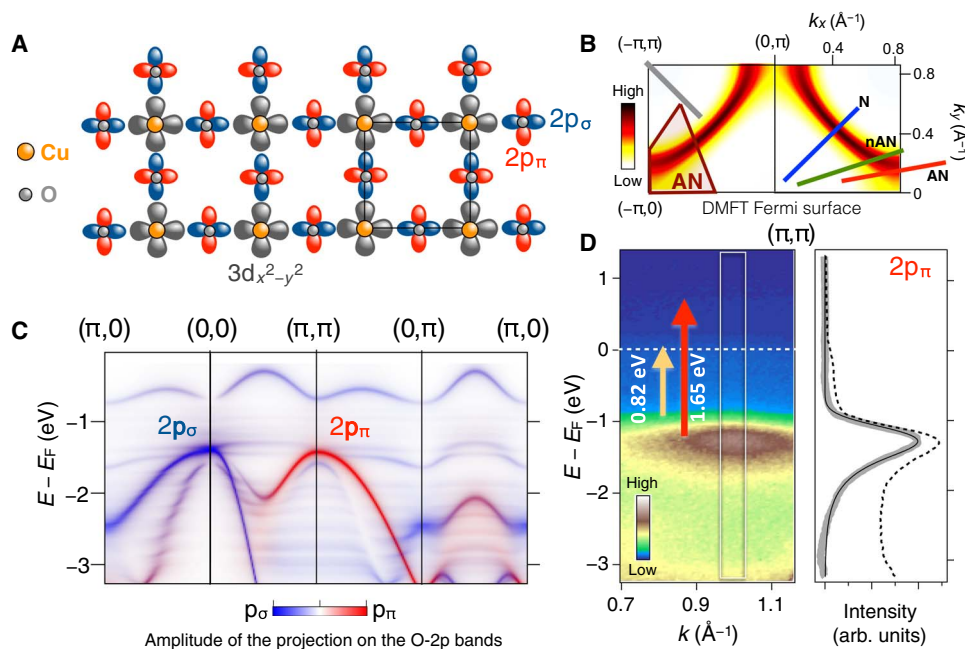 A
Cu
O
2pσ
2pπ
3dx²−y²
B
kx (Å⁻¹)
(−π,π)
(0,π)
0.4
0.8
High
Low
N
nAN
AN
AN
0.8
0.4
0
ky (Å⁻¹)
(−π,0)
DMFT Fermi surface
C
(π,0)
(0,0)
(π,π)
(0,π)
(π,0)
2pσ
2pπ
E − EF (eV)
−1
−2
−3
pσ
pπ
Amplitude of the projection on the O-2p bands
D
(π,π)
2pπ
E − EF (eV)
1
0
−1
−2
−3
0.82 eV
1.65 eV
High
Low
0.7
0.9
1.1
k (Å⁻¹)
Intensity
(arb. units)